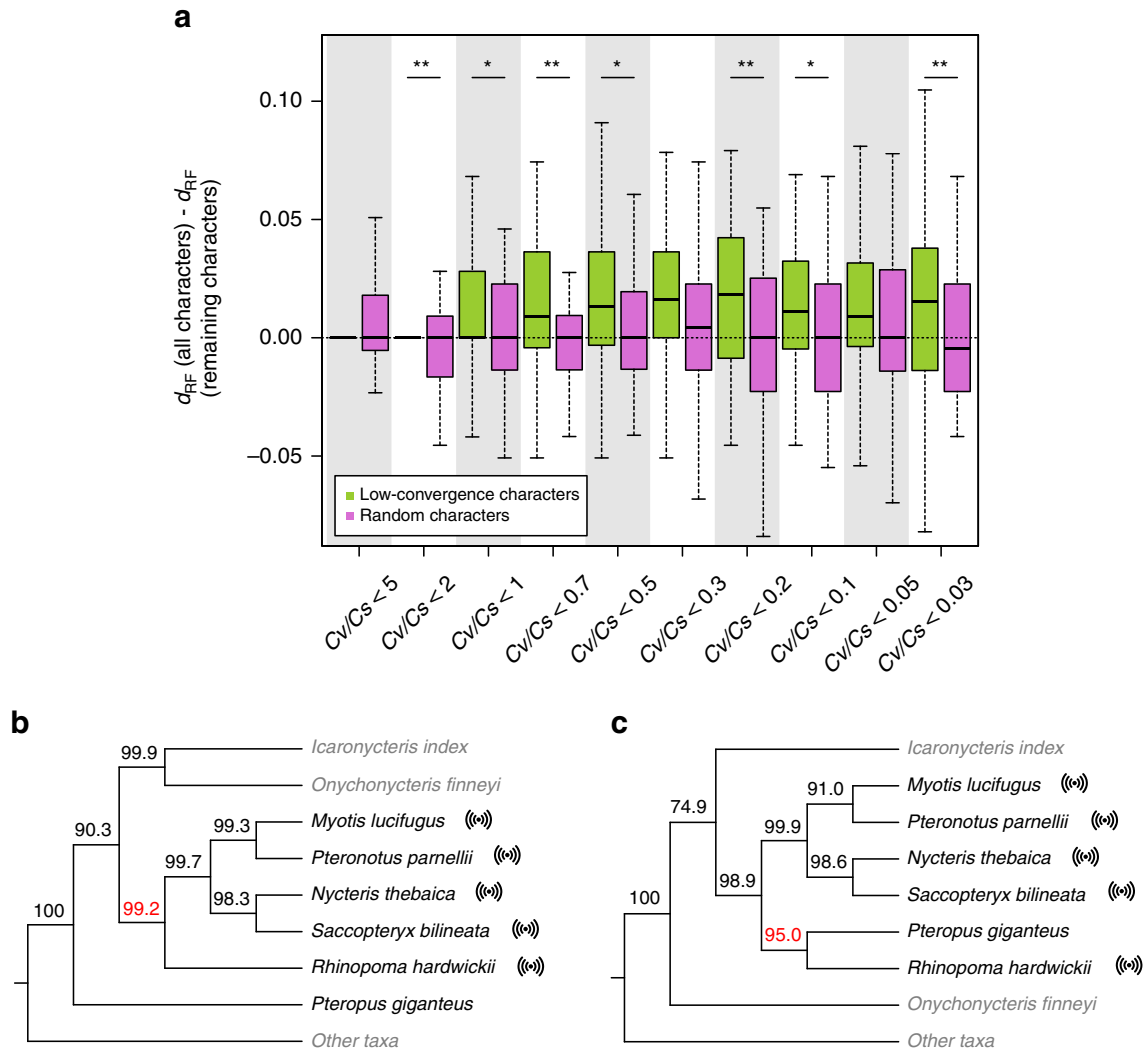 a
** * ** * ** * **
d_RF (all characters) - d_RF
(remaining characters)
0.10
0.05
0.00
−0.05
Low-convergence characters
Random characters
Cv/Cs < 5
Cv/Cs < 2
Cv/Cs < 1
Cv/Cs < 0.7
Cv/Cs < 0.5
Cv/Cs < 0.3
Cv/Cs < 0.2
Cv/Cs < 0.1
Cv/Cs < 0.05
Cv/Cs < 0.03
b
99.9
90.3
99.3
99.7
98.3
100
99.2
Icaronycteris index
Onychonycteris finneyi
Myotis lucifugus
Pteronotus parnellii
Nycteris thebaica
Saccopteryx bilineata
Rhinopoma hardwickii
Pteropus giganteus
Other taxa
c
91.0
74.9
99.9
98.6
98.9
100
95.0
Icaronycteris index
Myotis lucifugus
Pteronotus parnellii
Nycteris thebaica
Saccopteryx bilineata
Pteropus giganteus
Rhinopoma hardwickii
Onychonycteris finneyi
Other taxa